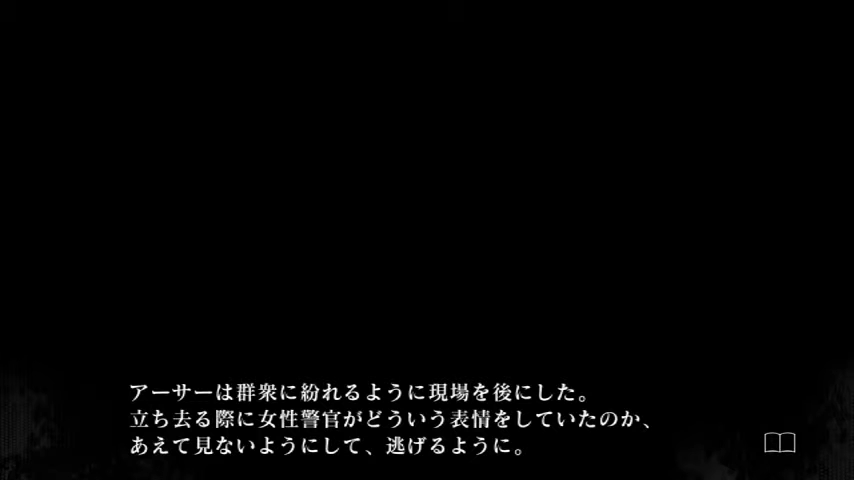 アーサーは群衆に紛れるように現場を後にした。
立ち去る際に女性警官がどういう表情をしていたのか、
あえて見ないようにして、逃げるように。